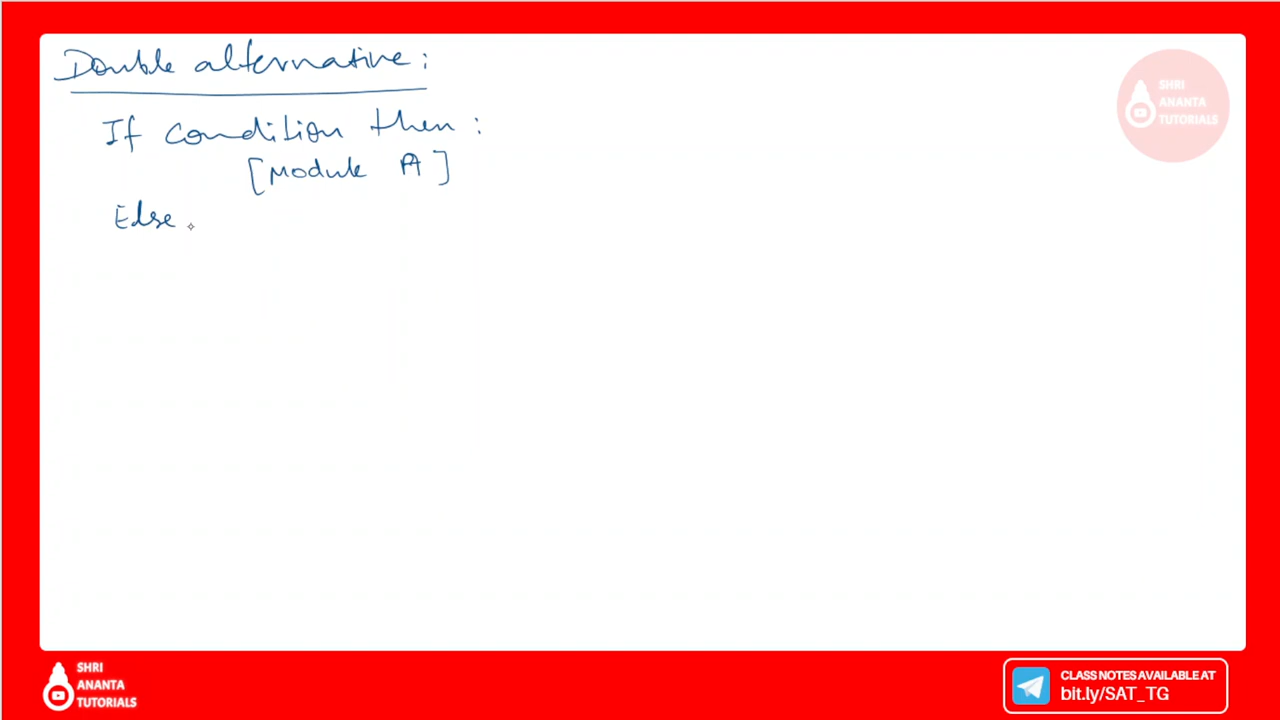 Double alternative:
If condition then:
[Module A]
Else
SHRI
ANANTA
TUTORIALS
SHRI
ANANTA
TUTORIALS
CLASS NOTES AVAILABLE AT
bit.ly/SAT_TG